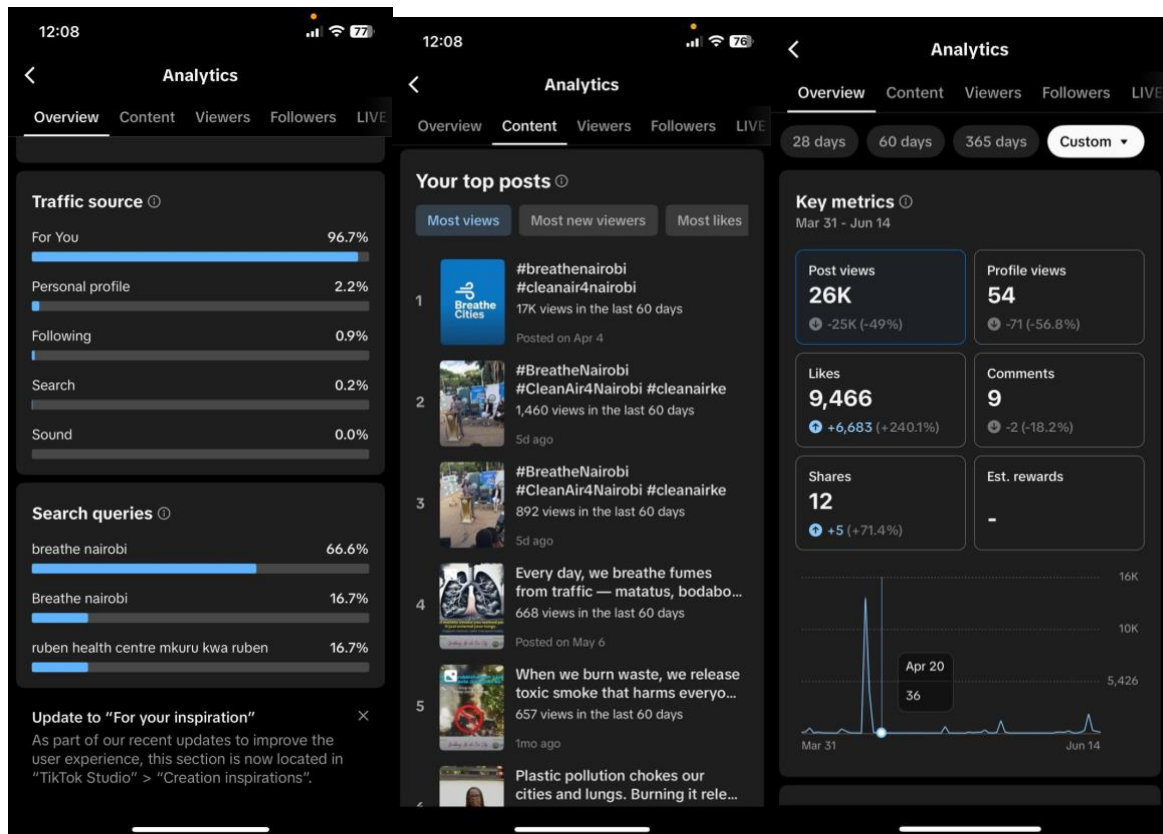 12:08
77
Analytics
Overview Content Viewers Followers LIVE
Traffic source
For You 96.7%
Personal profile 2.2%
Following 0.9%
Search 0.2%
Sound 0.0%
Search queries
breathe nairobi 66.6%
Breathe nairobi 16.7%
ruben health centre mkuru kwa ruben 16.7%
Update to “For your inspiration”
As part of our recent updates to improve the
user experience, this section is now located in
“TikTok Studio” > “Creation inspirations”.
12:08
76
Analytics
Overview Content Viewers Followers LIVE
Your top posts
Most views Most new viewers Most likes
1
Breathe
Cities
#breathenairobi
#cleanair4nairobi
17K views in the last 60 days
Posted on Apr 4
2
#BreatheNairobi
#CleanAir4Nairobi #cleanairke
1,460 views in the last 60 days
5d ago
3
#BreatheNairobi
#CleanAir4Nairobi #cleanairke
892 views in the last 60 days
5d ago
4
Every day, we breathe fumes
from traffic — matatus, bodabo...
668 views in the last 60 days
Posted on May 6
5
When we burn waste, we release
toxic smoke that harms everyo...
657 views in the last 60 days
1mo ago
Plastic pollution chokes our
cities and lungs. Burning it rele...
Analytics
Overview Content Viewers Followers LIVE
28 days 60 days 365 days Custom
Key metrics
Mar 31 - Jun 14
Post views
26K
-25K (-49%)
Profile views
54
-71 (-56.8%)
Likes
9,466
+6,683 (+240.1%)
Comments
9
-2 (-18.2%)
Shares
12
+5 (+71.4%)
Est. rewards
-
16K
10K
5,426
Apr 20
36
Mar 31 Jun 14